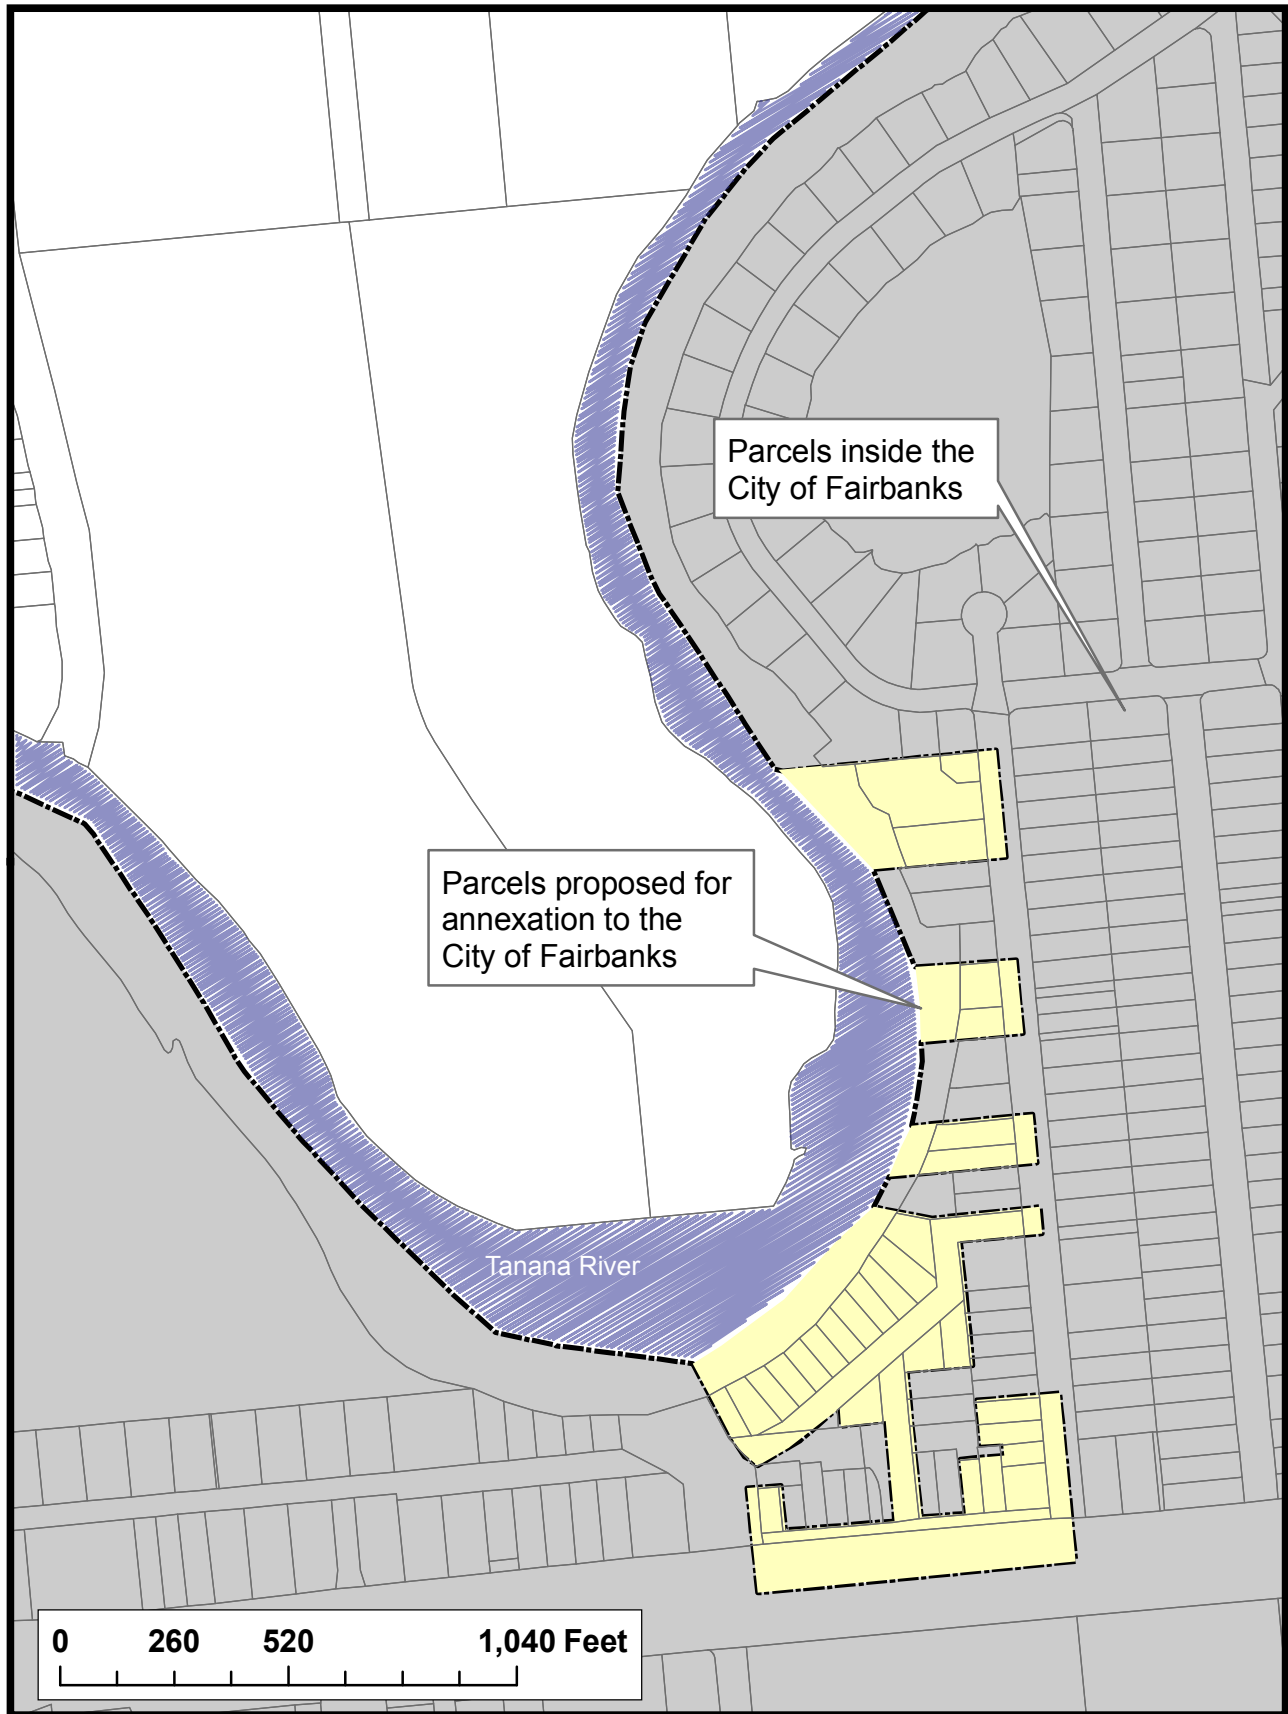 Parcels inside the
City of Fairbanks
Parcels proposed for
annexation to the
City of Fairbanks
Tanana River
0 260 520 1,040 Feet